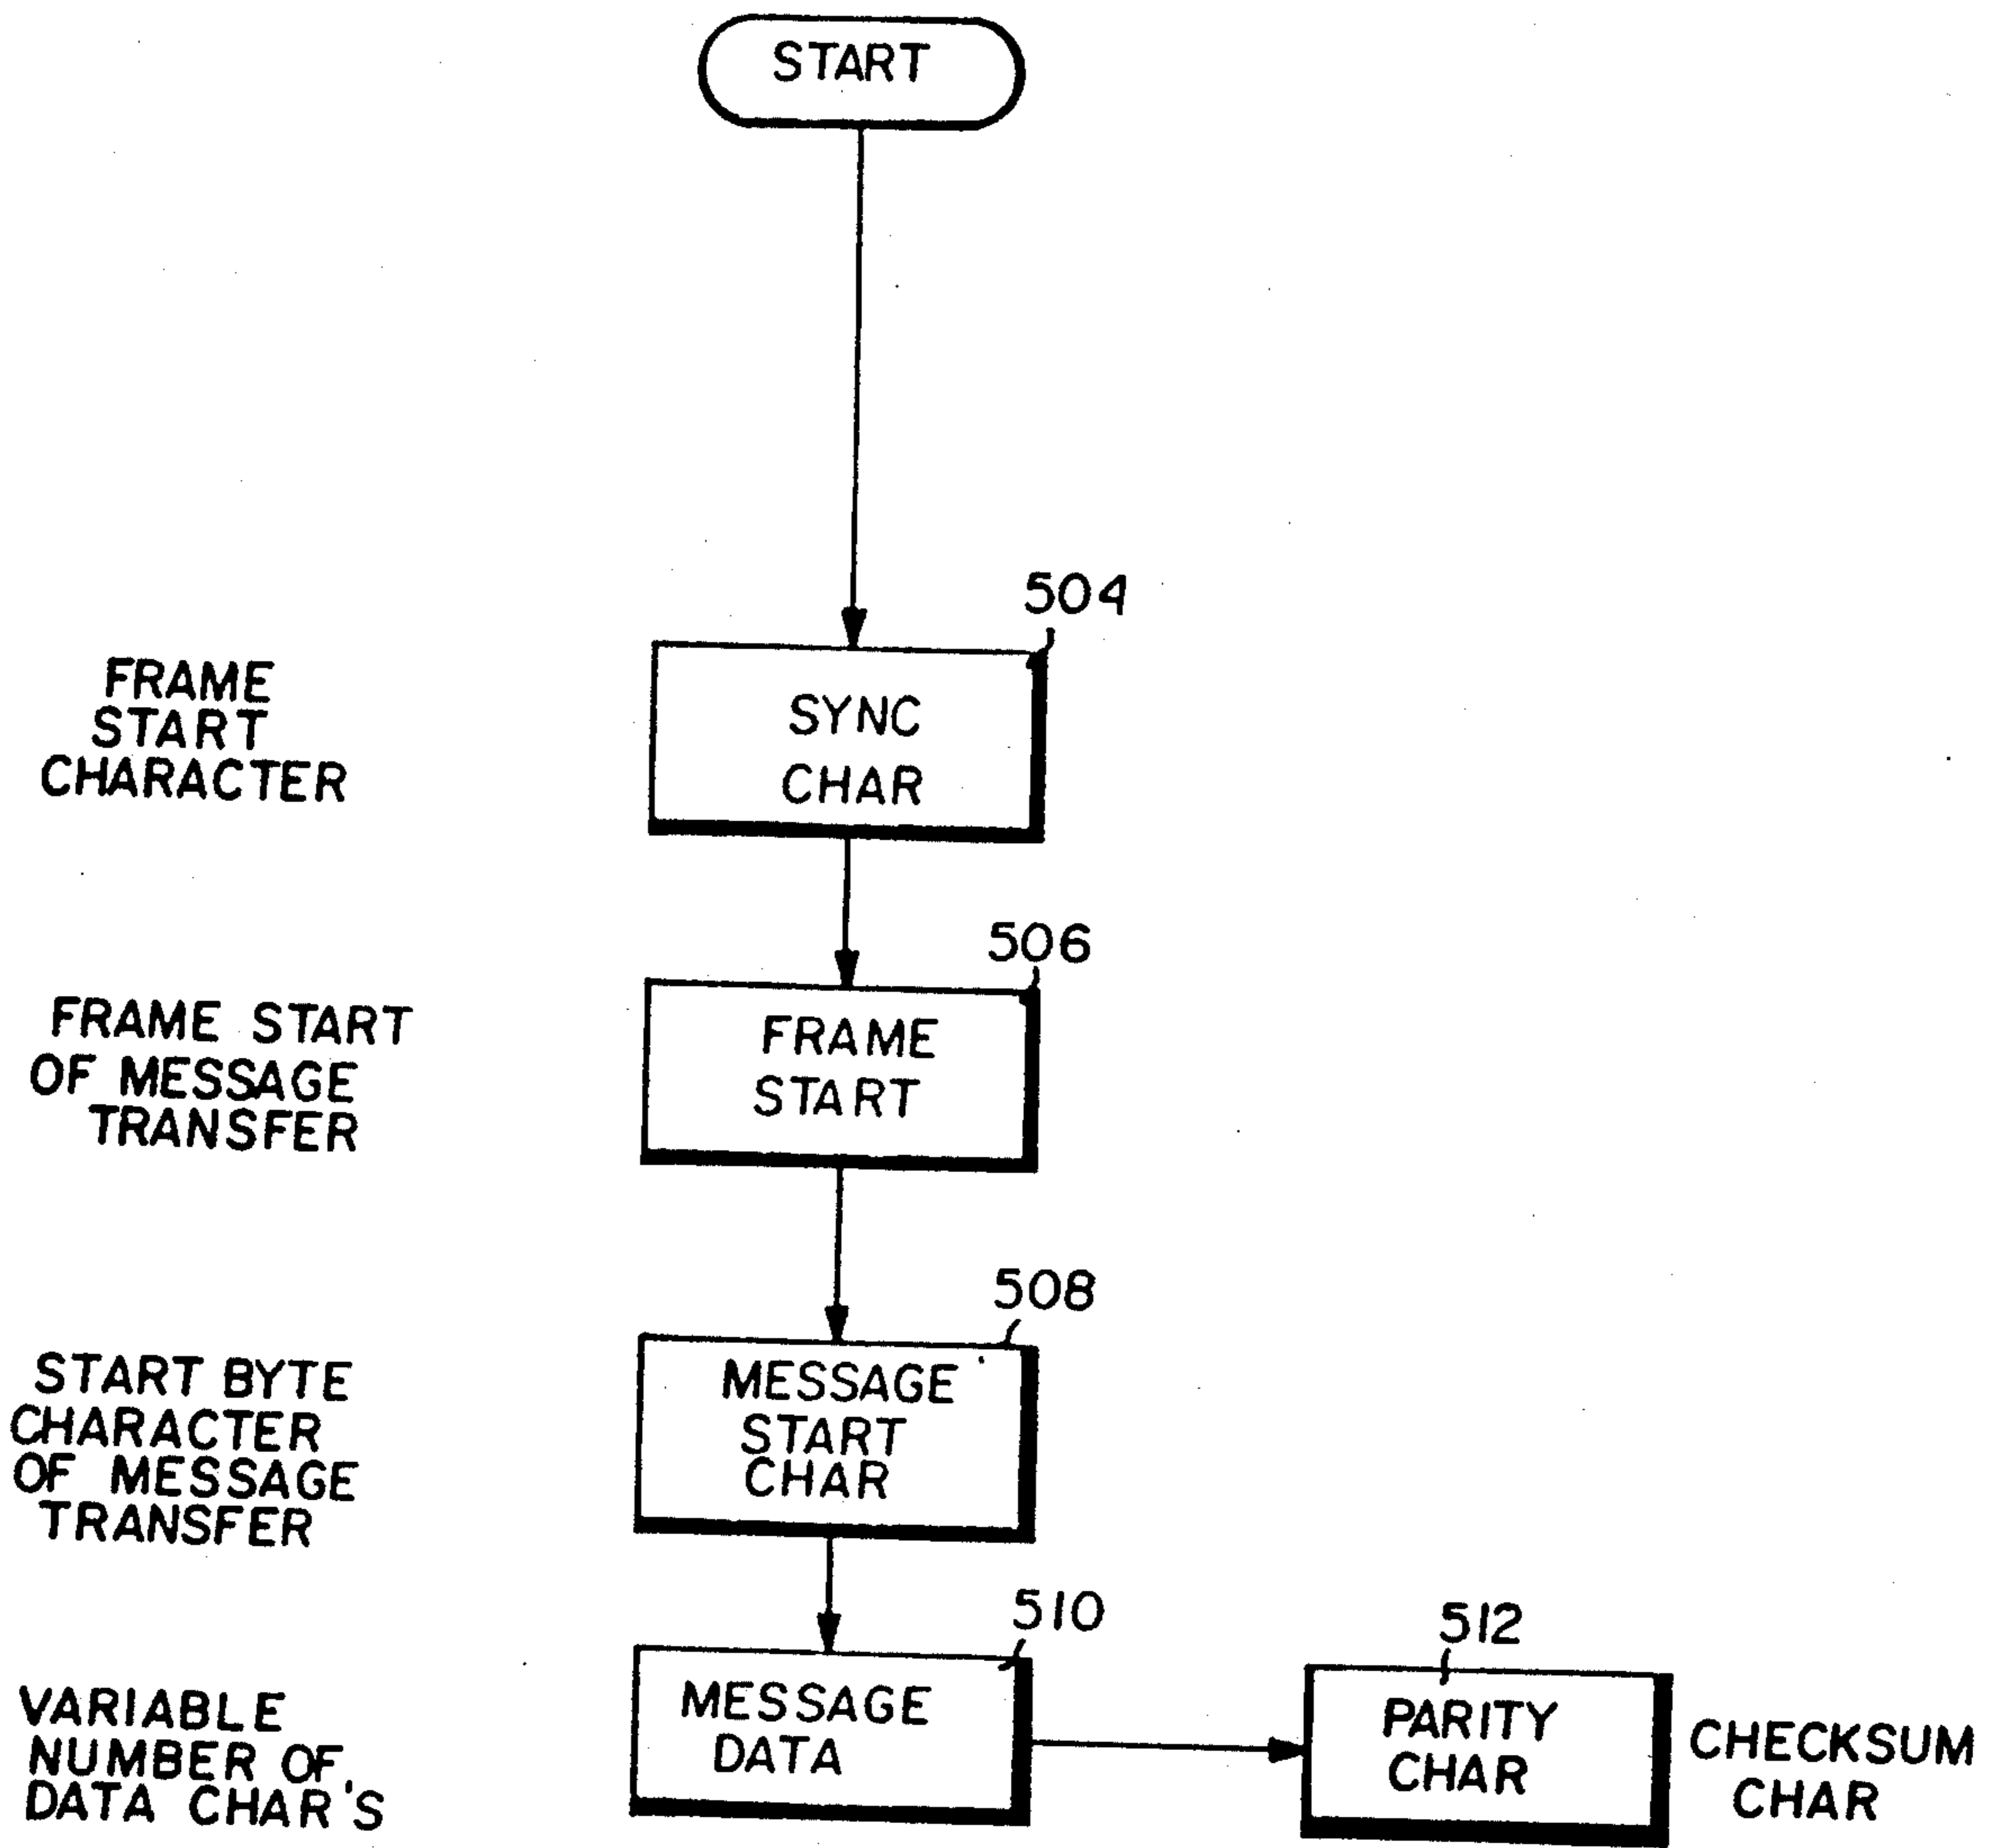 START
504
FRAME
START
CHARACTER
SYNC
CHAR
506
FRAME START
OF MESSAGE
TRANSFER
FRAME
START
508
START BYTE
CHARACTER
OF MESSAGE
TRANSFER
MESSAGE
START
CHAR
510
VARIABLE
NUMBER OF
DATA CHAR'S
MESSAGE
DATA
512
PARITY
CHAR
CHECKSUM
CHAR